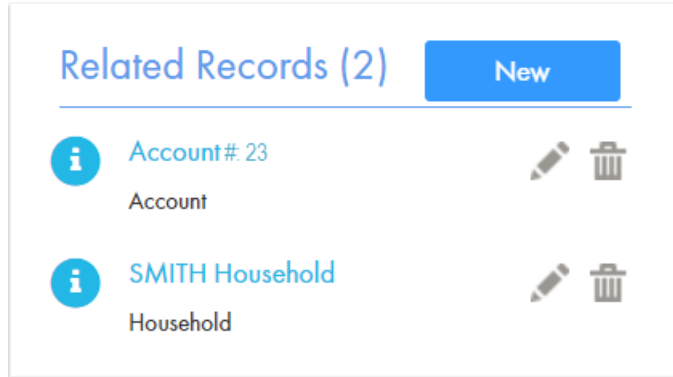 Related Records (2)
New
Account #: 23
Account
SMITH Household
Household